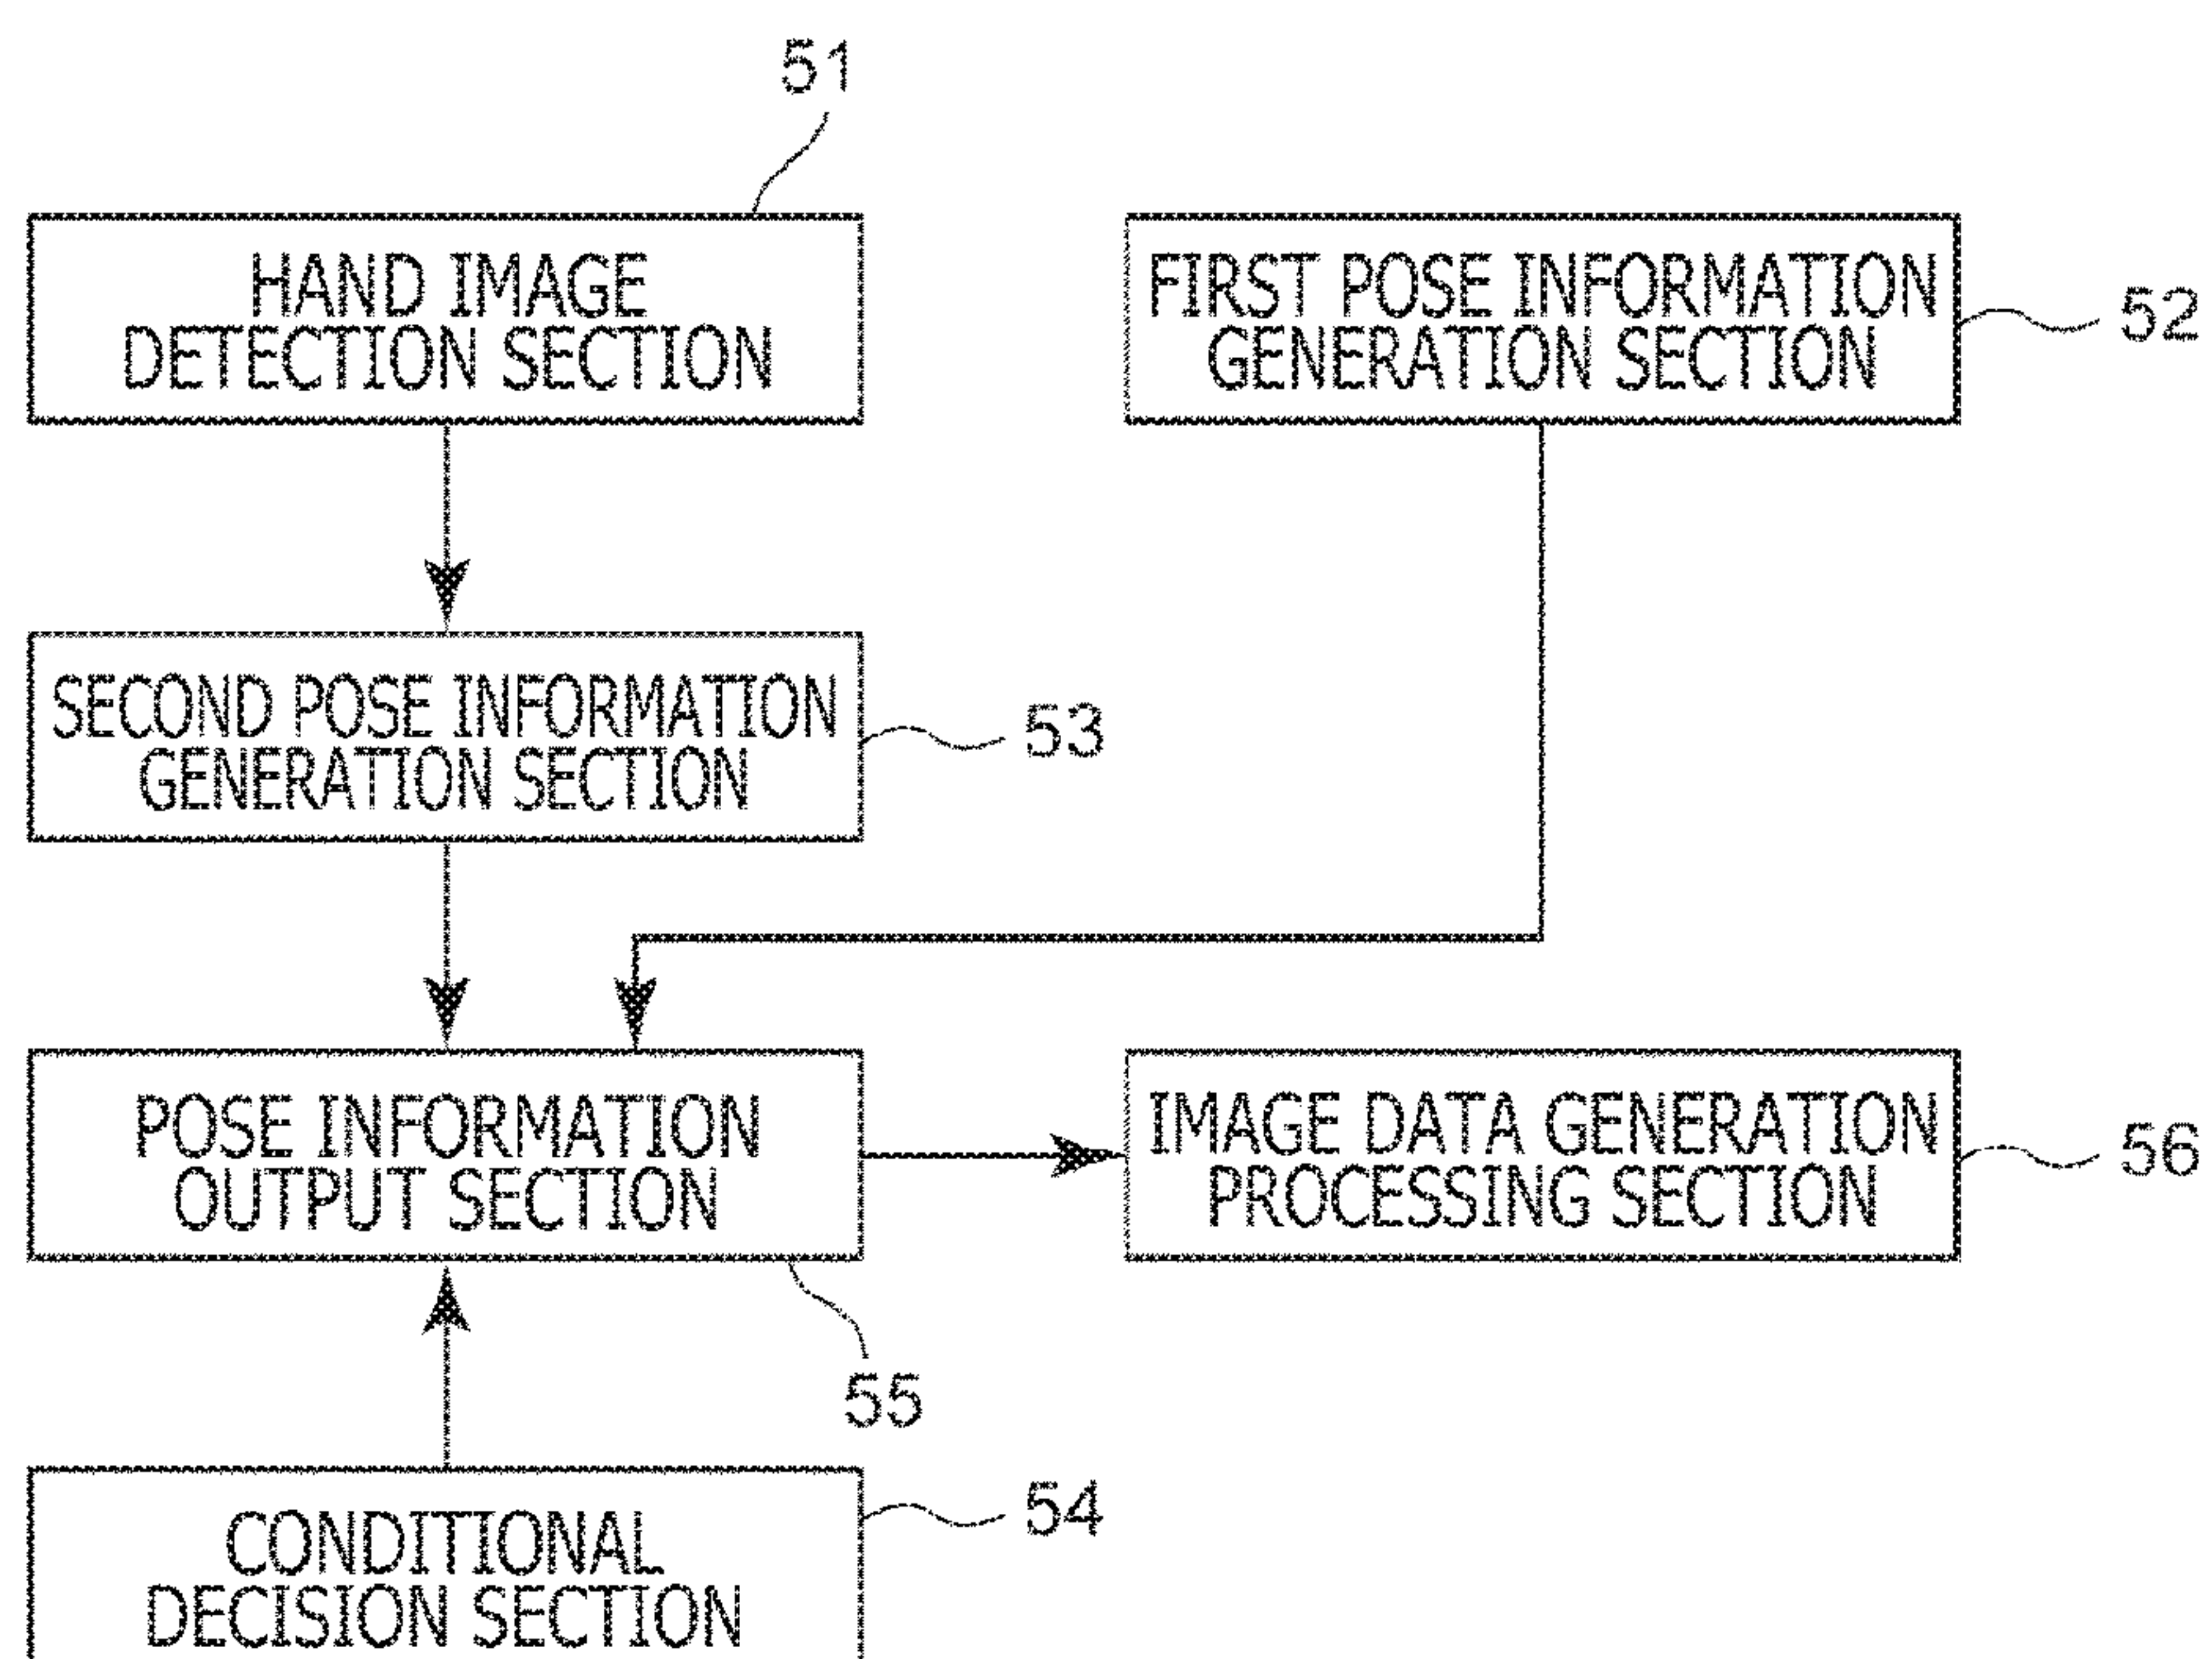 51
HAND IMAGE
DETECTION SECTION
FIRST POSE INFORMATION
GENERATION SECTION
52
SECOND POSE INFORMATION
GENERATION SECTION
53
POSE INFORMATION
OUTPUT SECTION
IMAGE DATA GENERATION
PROCESSING SECTION
56
55
CONDITIONAL
DECISION SECTION
54